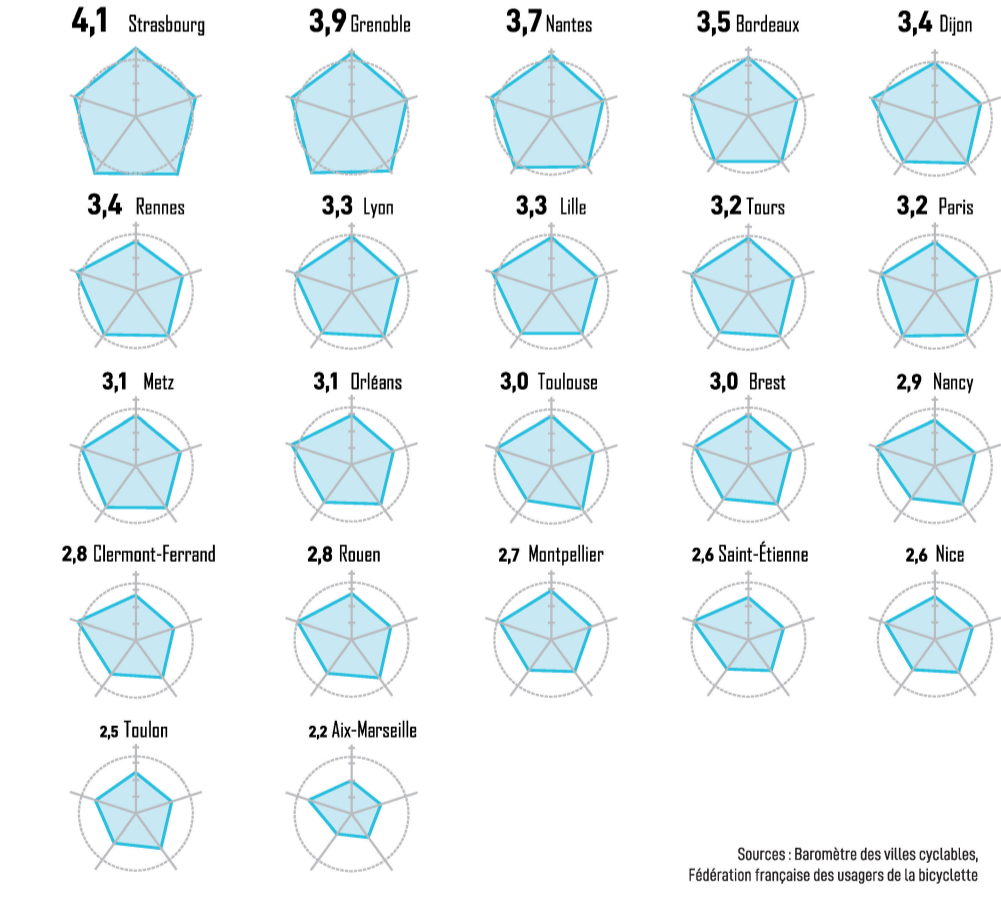 4,1 Strasbourg
3,9 Grenoble
3,7 Nantes
3,5 Bordeaux
3,4 Dijon
3,4 Rennes
3,3 Lyon
3,3 Lille
3,2 Tours
3,2 Paris
3,1 Metz
3,1 Orléans
3,0 Toulouse
3,0 Brest
2,9 Nancy
2,8 Clermont-Ferrand
2,8 Rouen
2,7 Montpellier
2,6 Saint-Étienne
2,6 Nice
2,5 Toulon
2,2 Aix-Marseille
Sources : Baromètre des villes cyclables,
Fédération française des usagers de la bicyclette